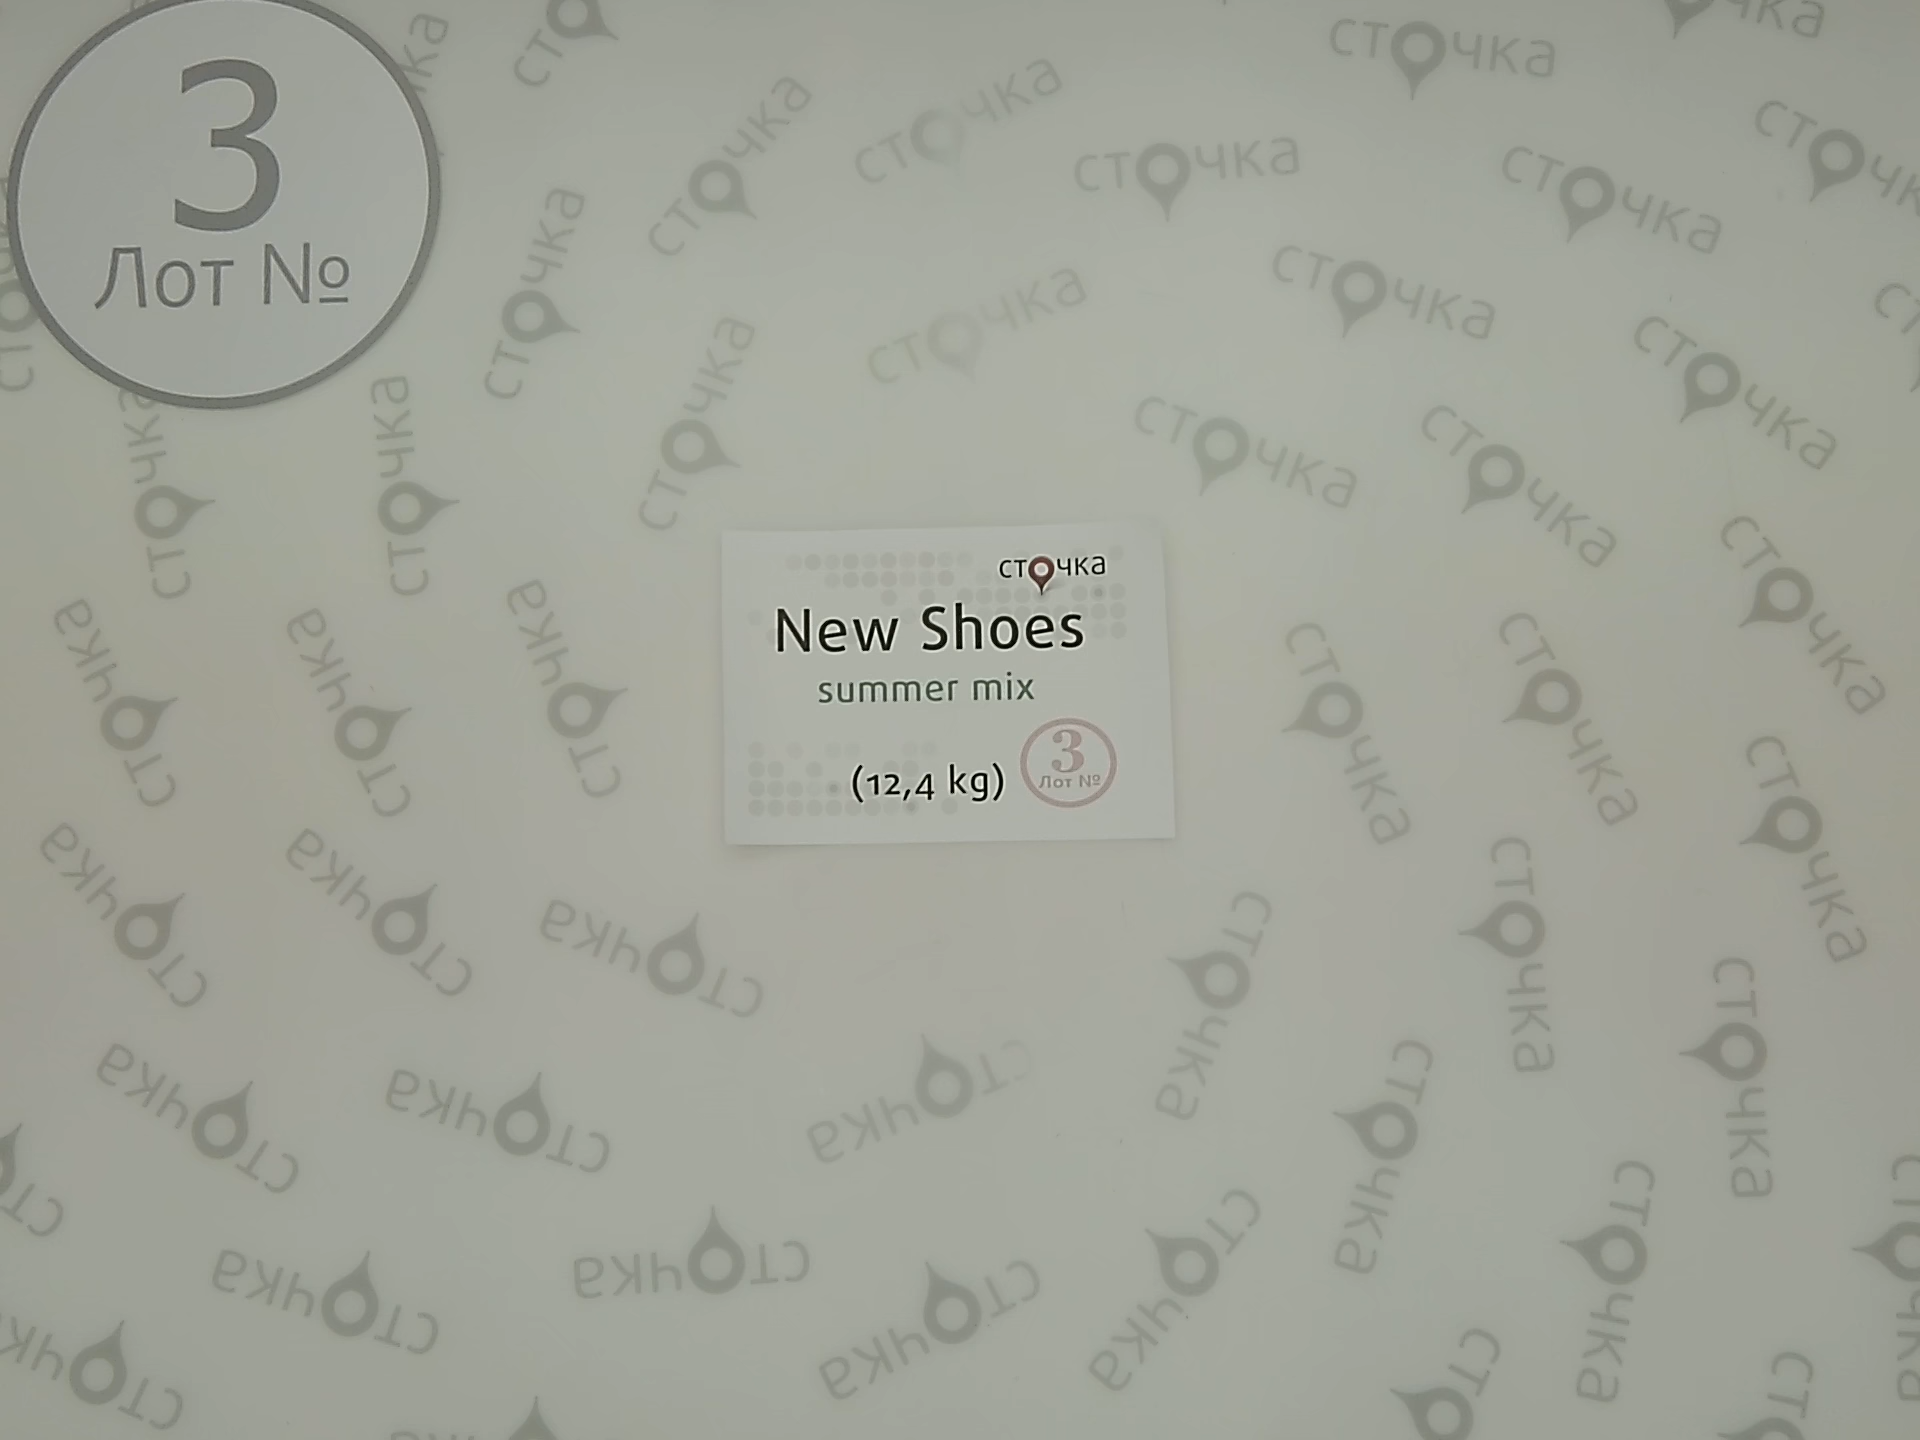 3
Лот №
сточка
New Shoes
summer mix
(12,4 kg)
3
Лот №